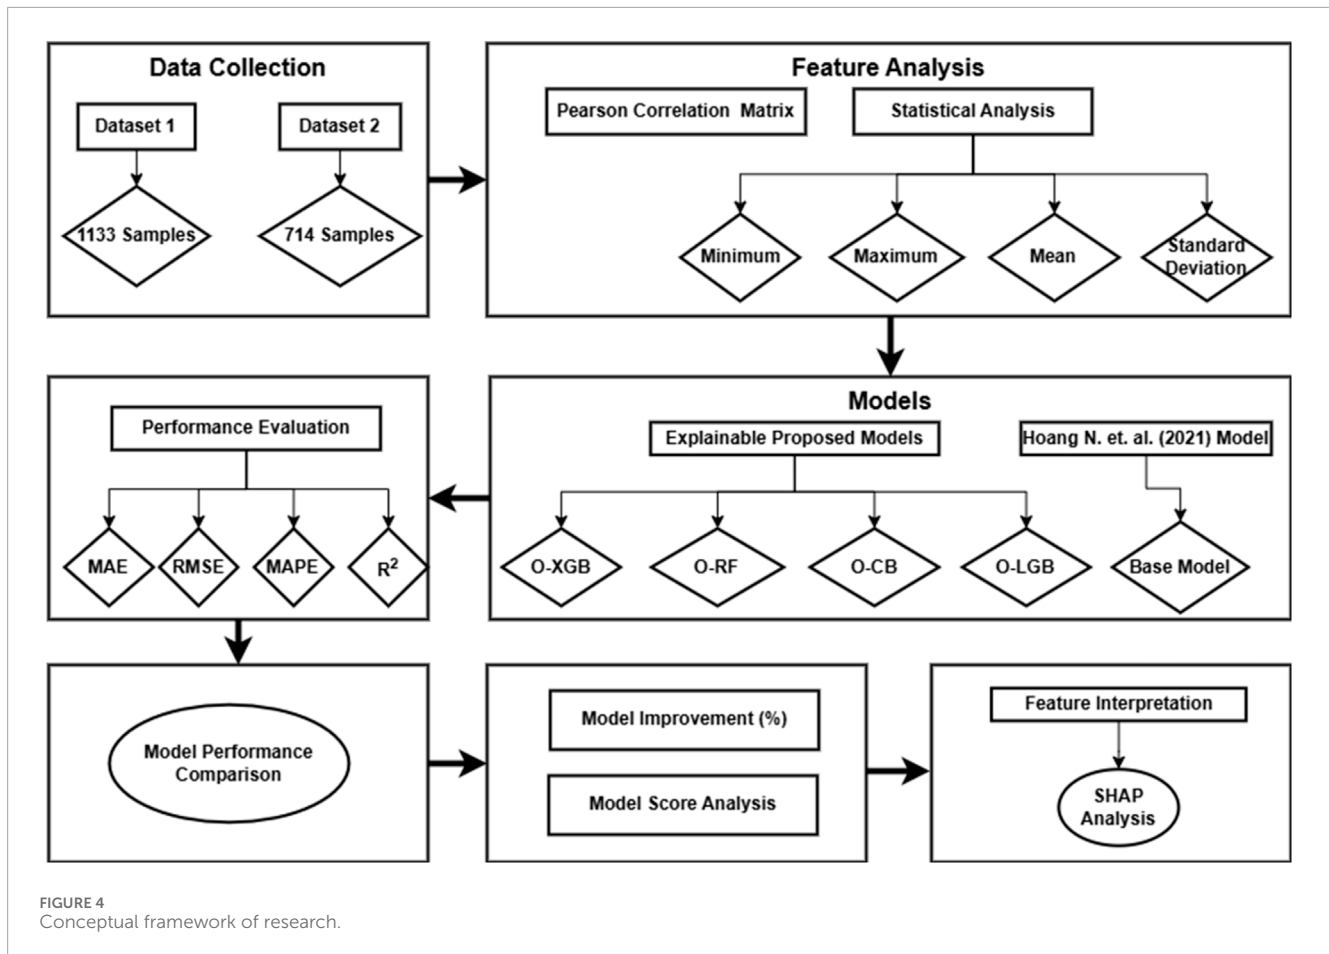 Data Collection
Dataset 1
Dataset 2
1133 Samples
714 Samples
Feature Analysis
Pearson Correlation Matrix
Statistical Analysis
Minimum
Maximum
Mean
Standard
Deviation
Models
Explainable Proposed Models
Hoang N. et. al. (2021) Model
O-XGB
O-RF
O-CB
O-LGB
Base Model
Performance Evaluation
MAE
RMSE
MAPE
R²
Model Performance
Comparison
Model Improvement (%)
Model Score Analysis
Feature Interpretation
SHAP
Analysis
FIGURE 4
Conceptual framework of research.